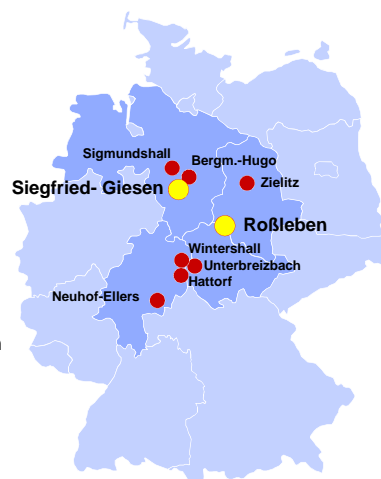 Sigmundshall
Bergm.-Hugo
Siegfried- Giesen
Zielitz
Roßleben
Wintershall
Unterbreizbach
Hattorf
Neuhof-Ellers